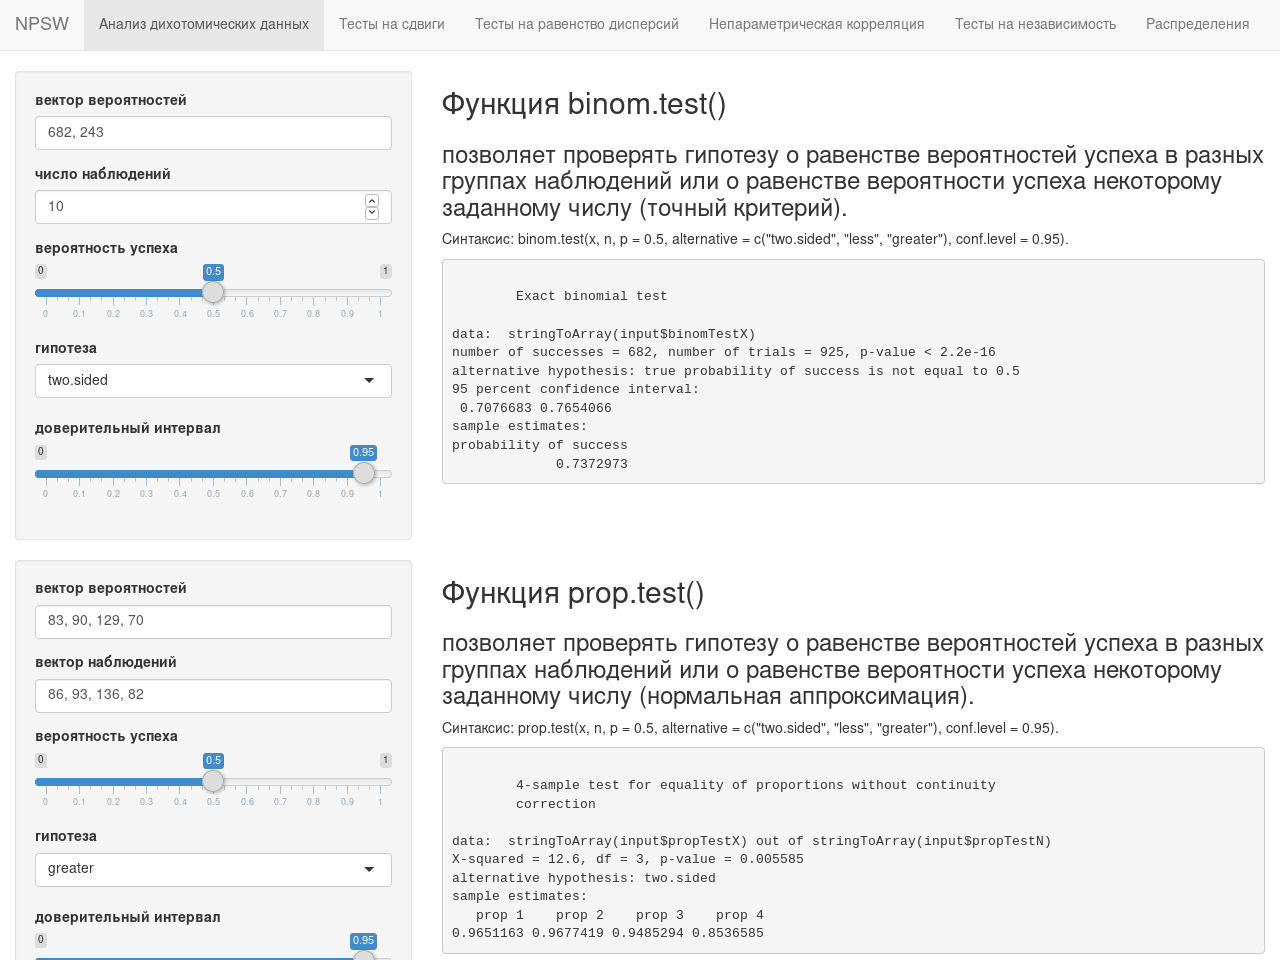 NPSW Анализ дихотомических данных Тесты на сдвиги Тесты на равенство дисперсий Непараметрическая корреляция Тесты на независимость Распределения
вектор вероятностей
682, 243
число наблюдений
10
вероятность успеха
0 0.5 1
0 0.1 0.2 0.3 0.4 0.5 0.6 0.7 0.8 0.9 1
гипотеза
two.sided
доверительный интервал
0 0.95
0 0.1 0.2 0.3 0.4 0.5 0.6 0.7 0.8 0.9 1
Функция binom.test()
позволяет проверять гипотезу о равенстве вероятностей успеха в разных
группах наблюдений или о равенстве вероятности успеха некоторому
заданному числу (точный критерий).
Синтаксис: binom.test(x, n, p = 0.5, alternative = c("two.sided", "less", "greater"), conf.level = 0.95).
Exact binomial test
data:  stringToArray(input$binomTestX)
number of successes = 682, number of trials = 925, p-value < 2.2e-16
alternative hypothesis: true probability of success is not equal to 0.5
95 percent confidence interval:
0.7076683 0.7654066
sample estimates:
probability of success
0.7372973
вектор вероятностей
83, 90, 129, 70
вектор наблюдений
86, 93, 136, 82
вероятность успеха
0 0.5 1
0 0.1 0.2 0.3 0.4 0.5 0.6 0.7 0.8 0.9 1
гипотеза
greater
доверительный интервал
0 0.95
Функция prop.test()
позволяет проверять гипотезу о равенстве вероятностей успеха в разных
группах наблюдений или о равенстве вероятности успеха некоторому
заданному числу (нормальная аппроксимация).
Синтаксис: prop.test(x, n, p = 0.5, alternative = c("two.sided", "less", "greater"), conf.level = 0.95).
4-sample test for equality of proportions without continuity
correction
data:  stringToArray(input$propTestX) out of stringToArray(input$propTestN)
X-squared = 12.6, df = 3, p-value = 0.005585
alternative hypothesis: two.sided
sample estimates:
prop 1    prop 2    prop 3    prop 4
0.9651163 0.9677419 0.9485294 0.8536585